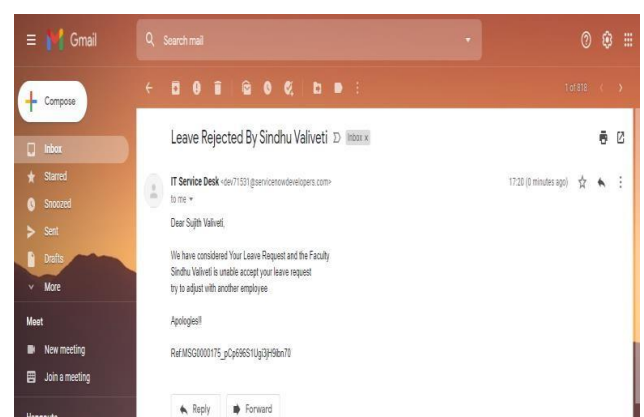 Gmail
Search mail
Compose
1 of 818
Inbox
Starred
Snoozed
Sent
Drafts
More
Meet
New meeting
Join a meeting
Hangouts
Leave Rejected By Sindhu Valiveti Inbox x
IT Service Desk <dev71531@servicenowdevelopers.com> 17:20 (0 minutes ago)
to me
Dear Sujith Valiveti,
We have considered Your Leave Request and the Faculty
Sindhu Valiveti is unable accept your leave request
try to adjust with another employee
Apologies!!
Reply Forward